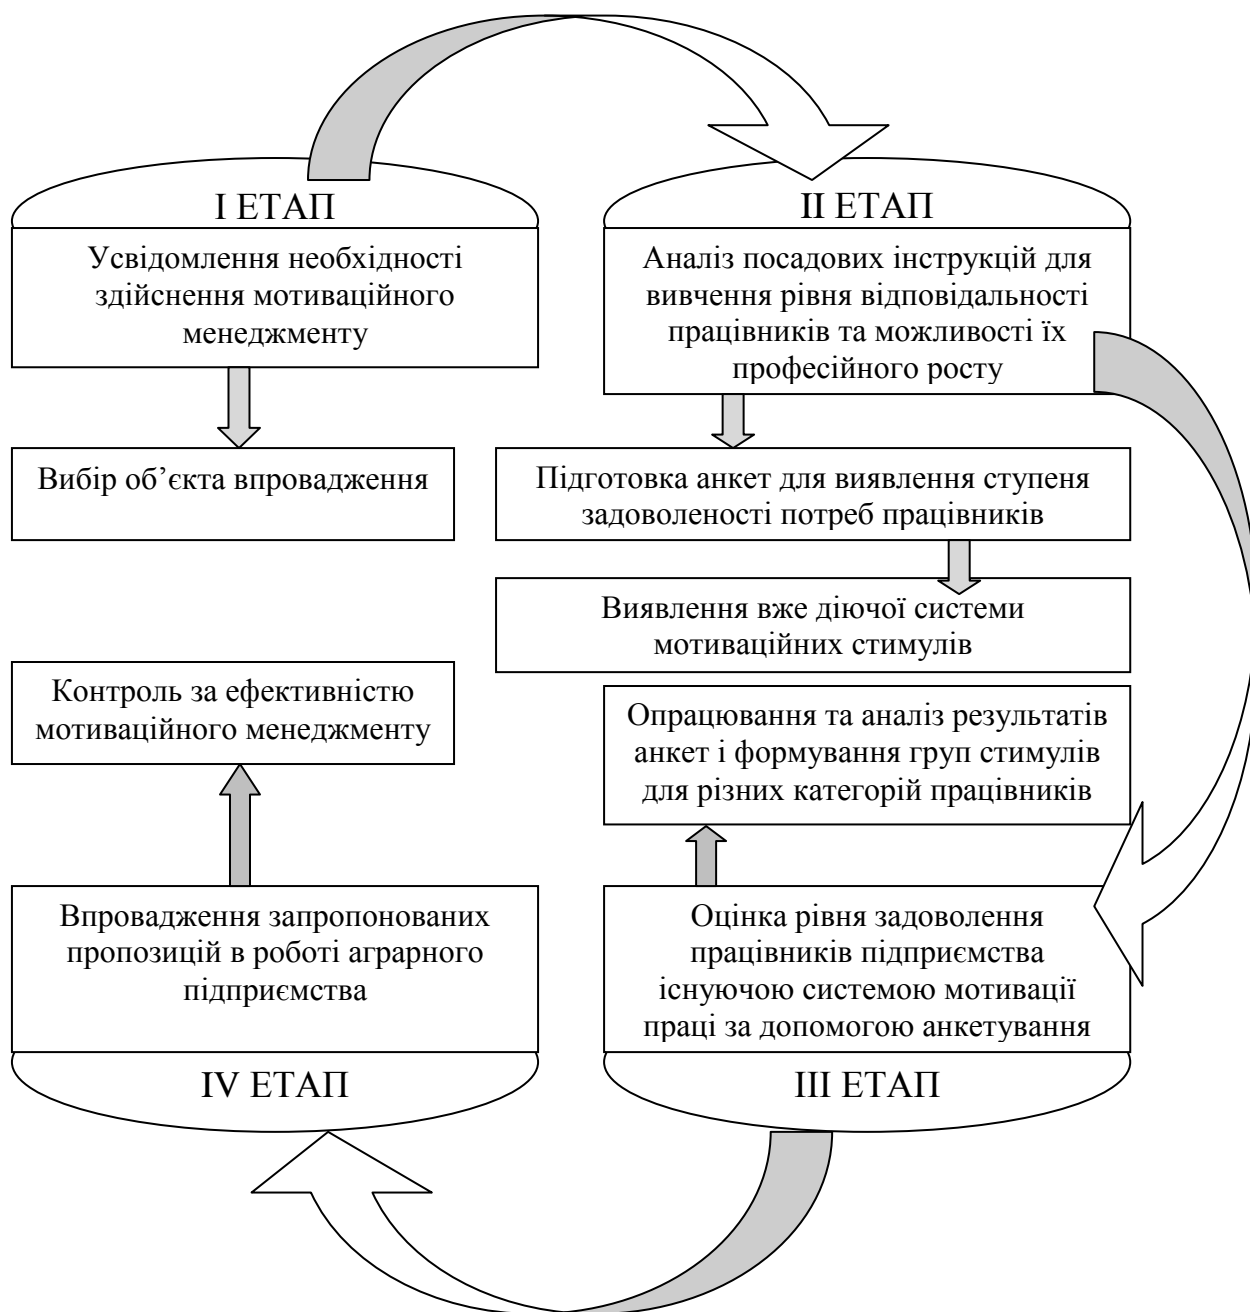 І ЕТАП
Усвідомлення необхідності
здійснення мотиваційного
менеджменту
Вибір об’єкта впровадження
ІІ ЕТАП
Аналіз посадових інструкцій для
вивчення рівня відповідальності
працівників та можливості їх
професійного росту
Підготовка анкет для виявлення ступеня
задоволеності потреб працівників
Виявлення вже діючої системи
мотиваційних стимулів
Опрацювання та аналіз результатів
анкет і формування груп стимулів
для різних категорій працівників
Оцінка рівня задоволення
працівників підприємства
існуючою системою мотивації
праці за допомогою анкетування
ІІІ ЕТАП
Контроль за ефективністю
мотиваційного менеджменту
Впровадження запропонованих
пропозицій в роботі аграрного
підприємства
IV ЕТАП